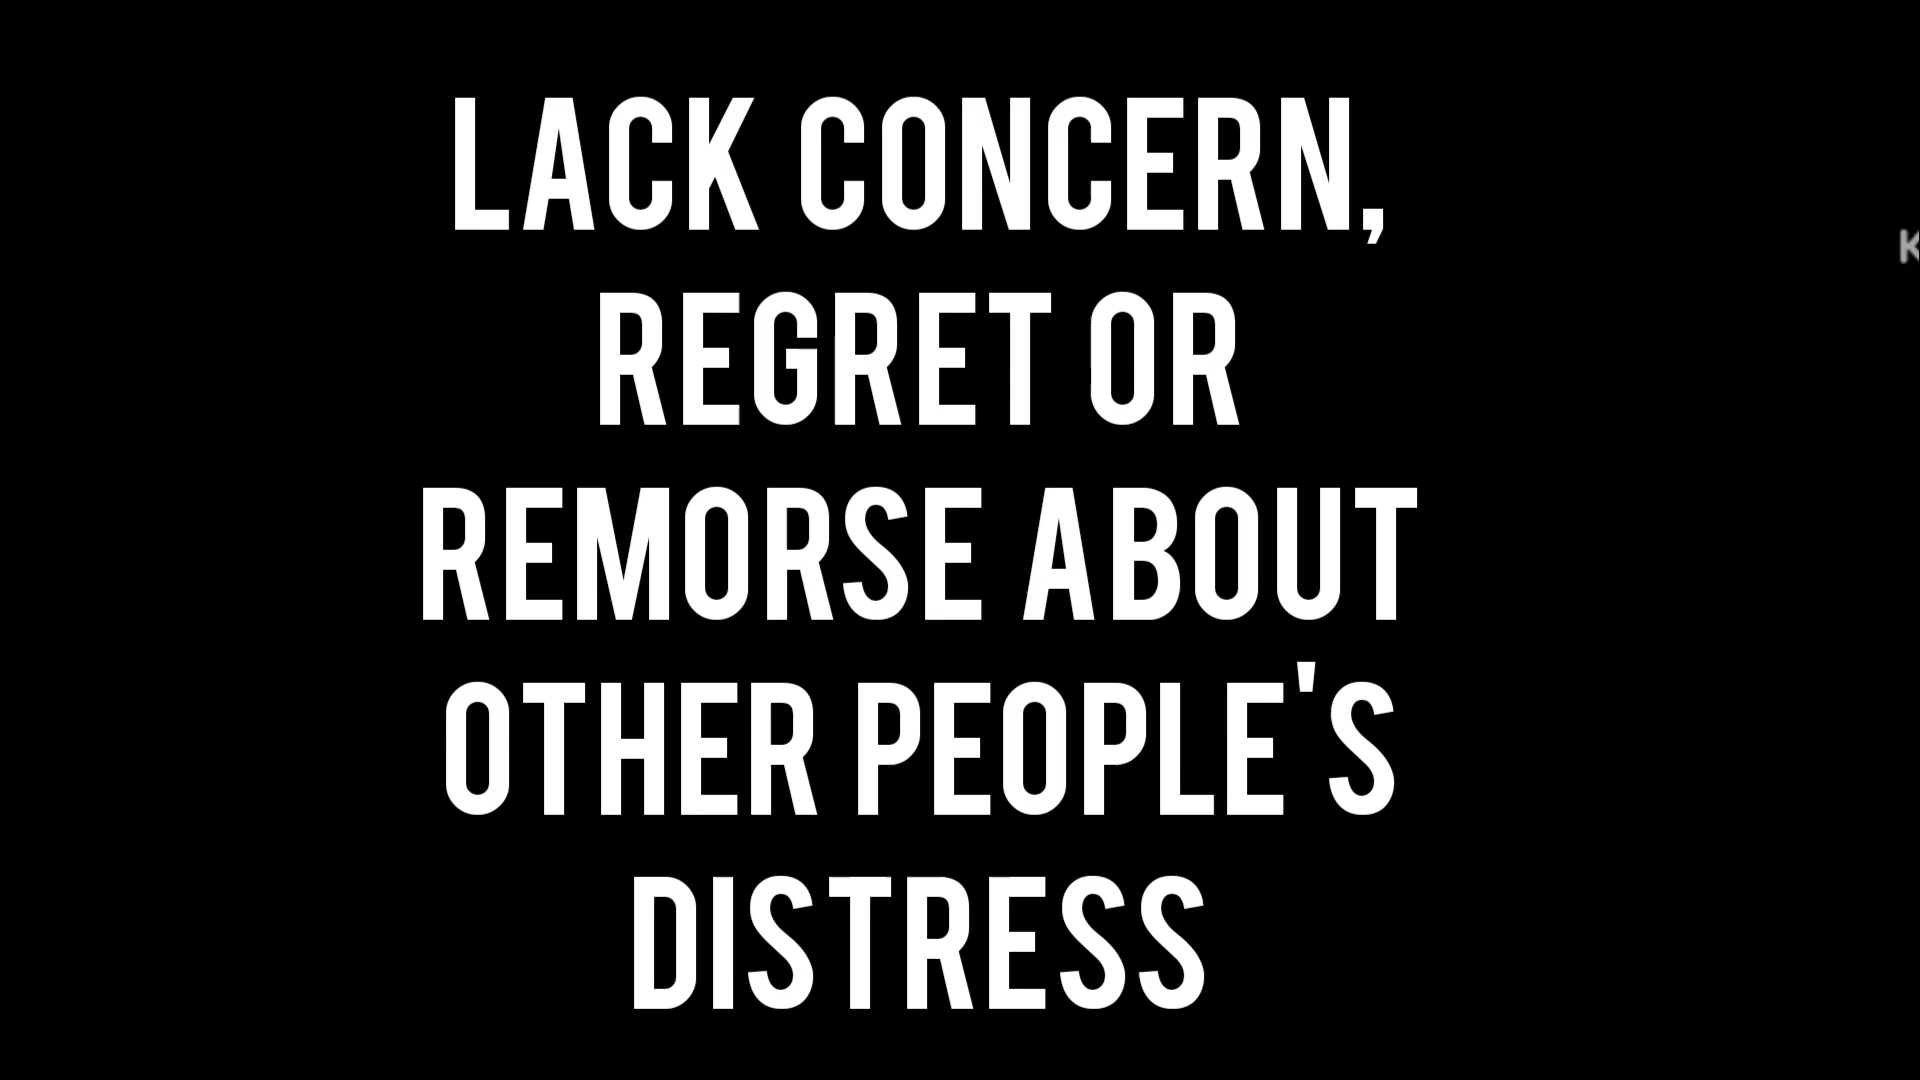 LACK CONCERN,
REGRET OR
REMORSE ABOUT
OTHER PEOPLE'S
DISTRESS